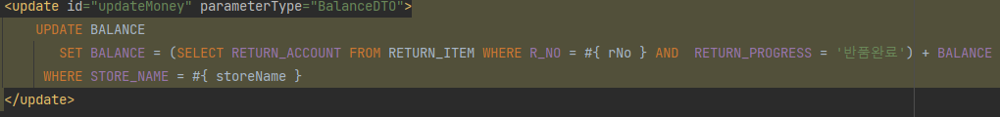 <update id="updateMoney" parameterType="BalanceDTO">
UPDATE BALANCE
SET BALANCE = (SELECT RETURN_ACCOUNT FROM RETURN_ITEM WHERE R_NO = #{ rNo } AND  RETURN_PROGRESS = '반품완료') + BALANCE
WHERE STORE_NAME = #{ storeName }
</update>